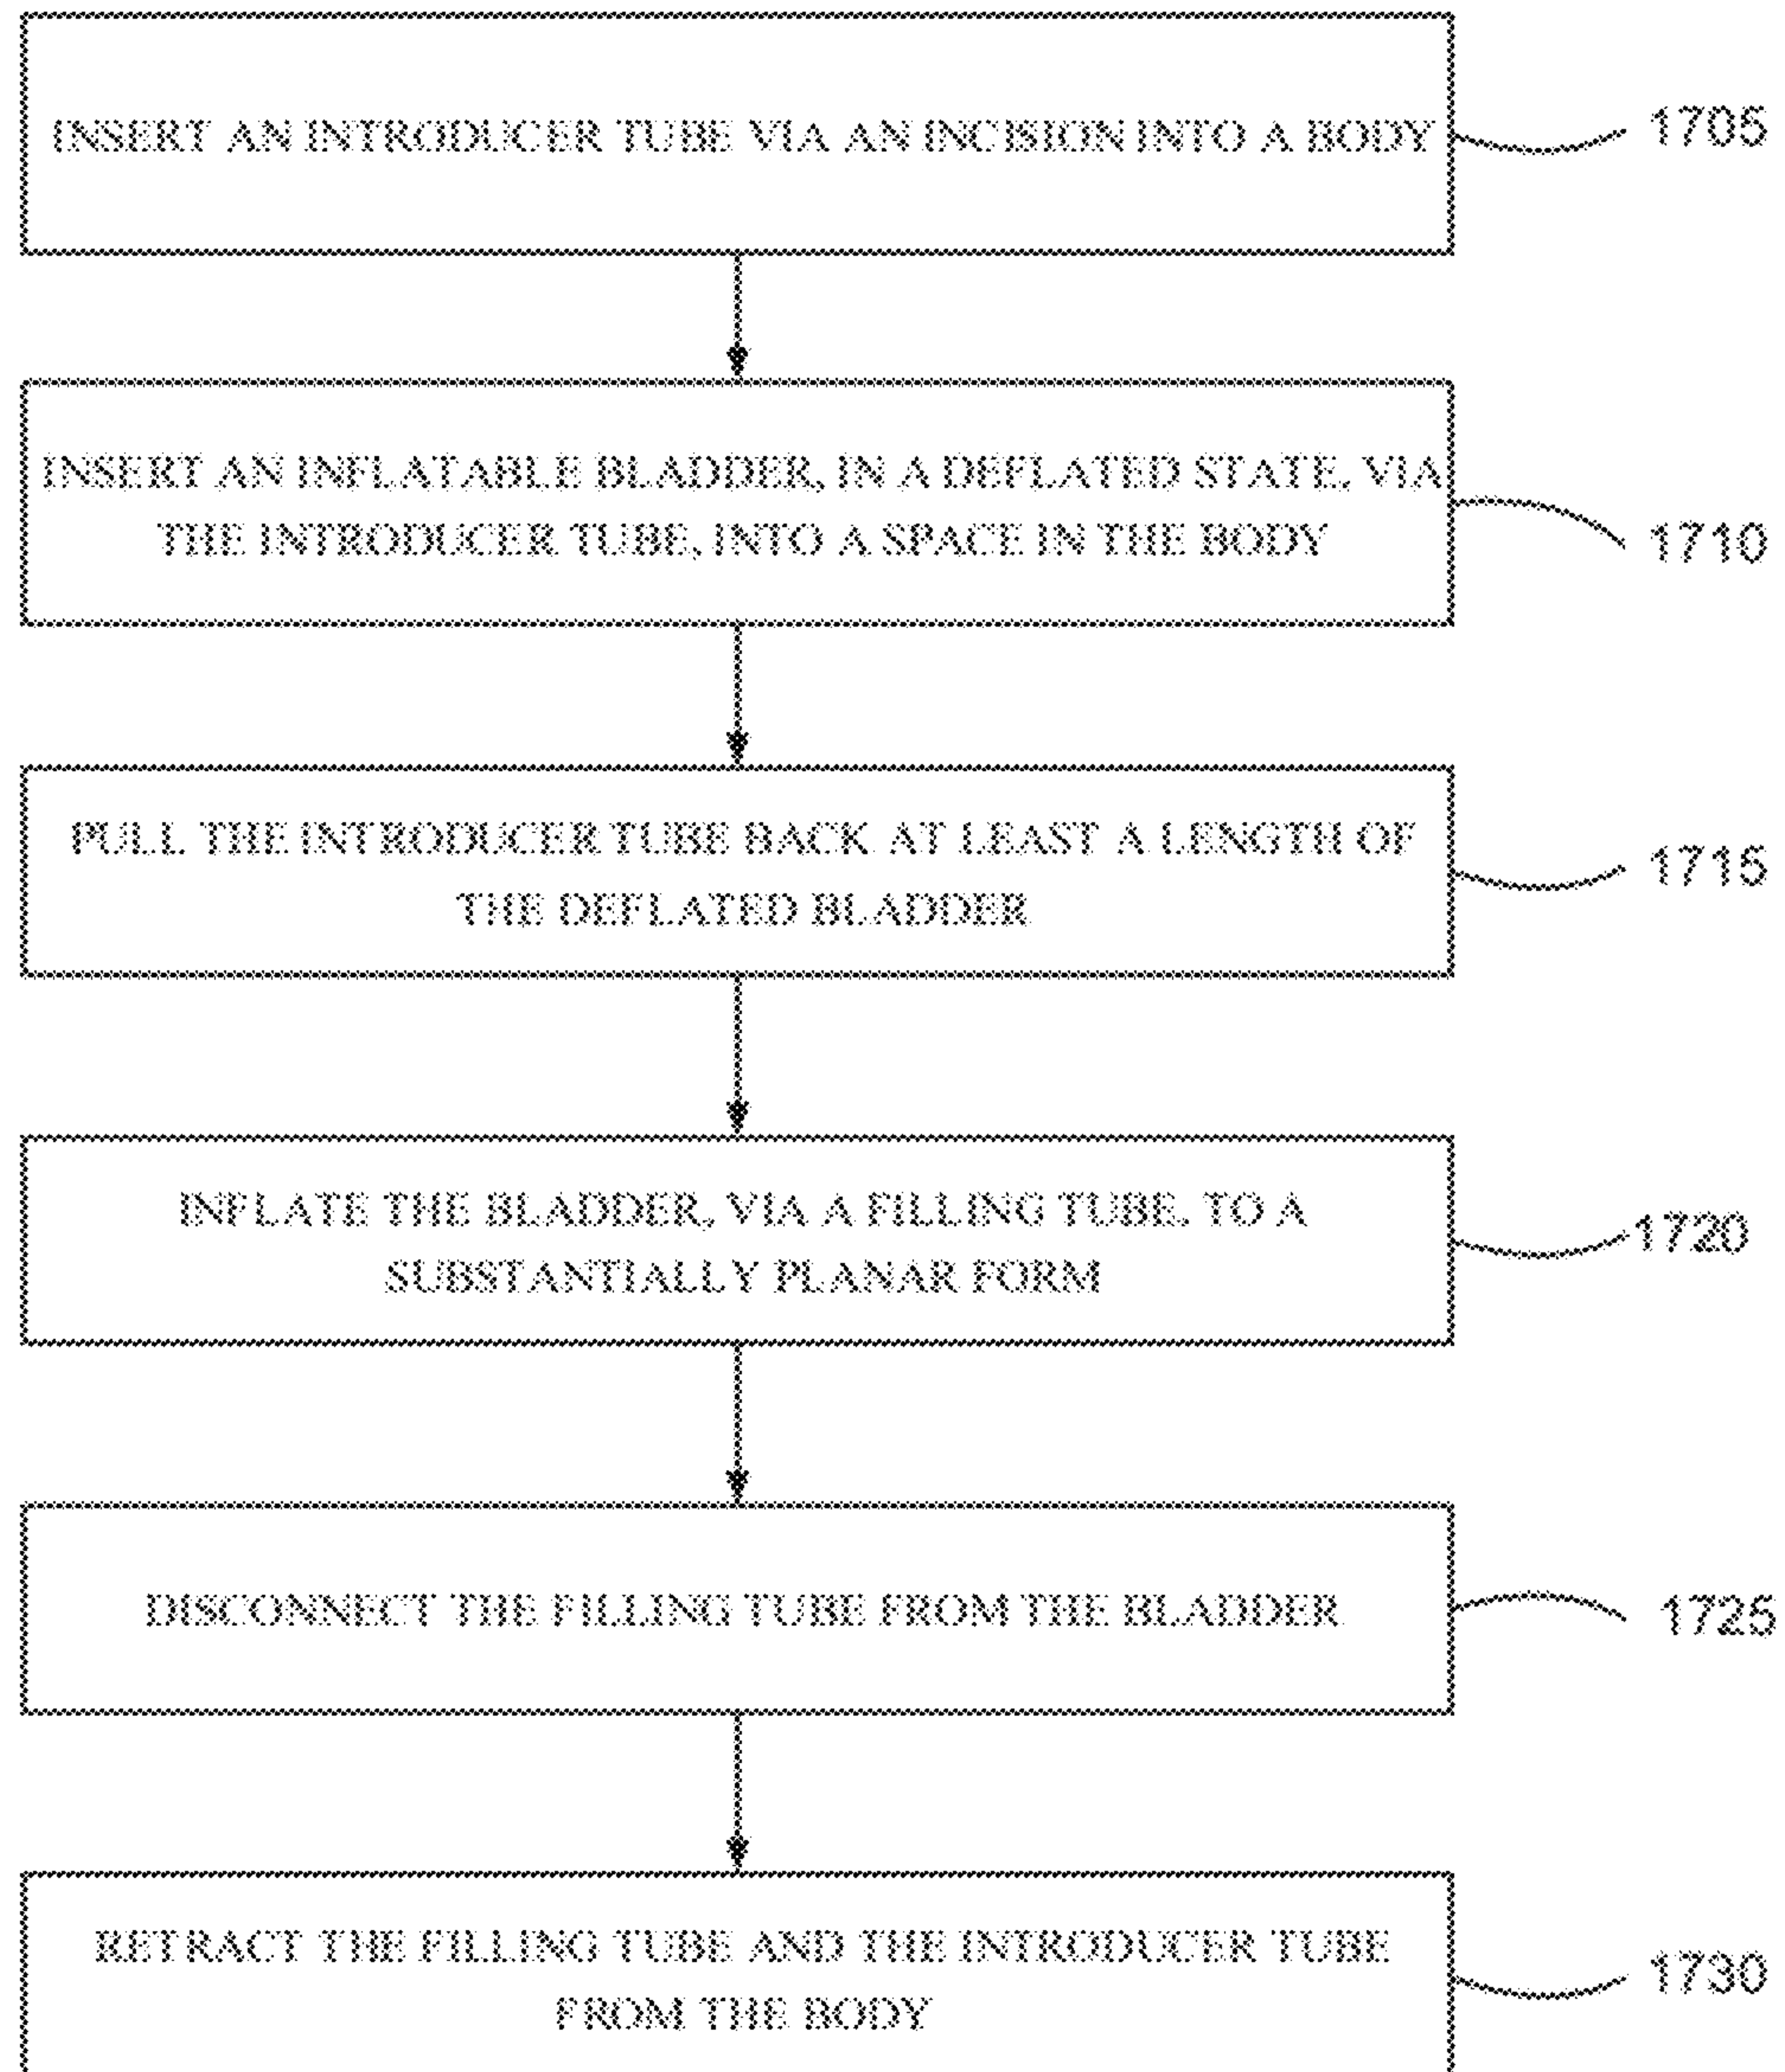 INSERT AN INTRODUCER TUBE VIA AN INCISION INTO A BODY
1705
INSERT AN INFLATABLE BLADDER, IN A DEFLATED STATE, VIA
THE INTRODUCER TUBE, INTO A SPACE IN THE BODY
1710
PULL THE INTRODUCER TUBE BACK AT LEAST A LENGTH OF
THE DEFLATED BLADDER
1715
INFLATE THE BLADDER, VIA A FILLING TUBE, TO A
SUBSTANTIALLY PLANAR FORM
1720
DISCONNECT THE FILLING TUBE FROM THE BLADDER
1725
RETRACT THE FILLING TUBE AND THE INTRODUCER TUBE
FROM THE BODY
1730